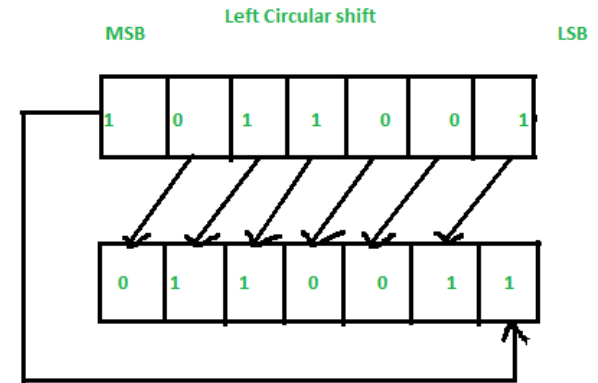 Left Circular shift
MSB LSB
1 0 1 1 0 0 1
0 1 1 0 0 1 1